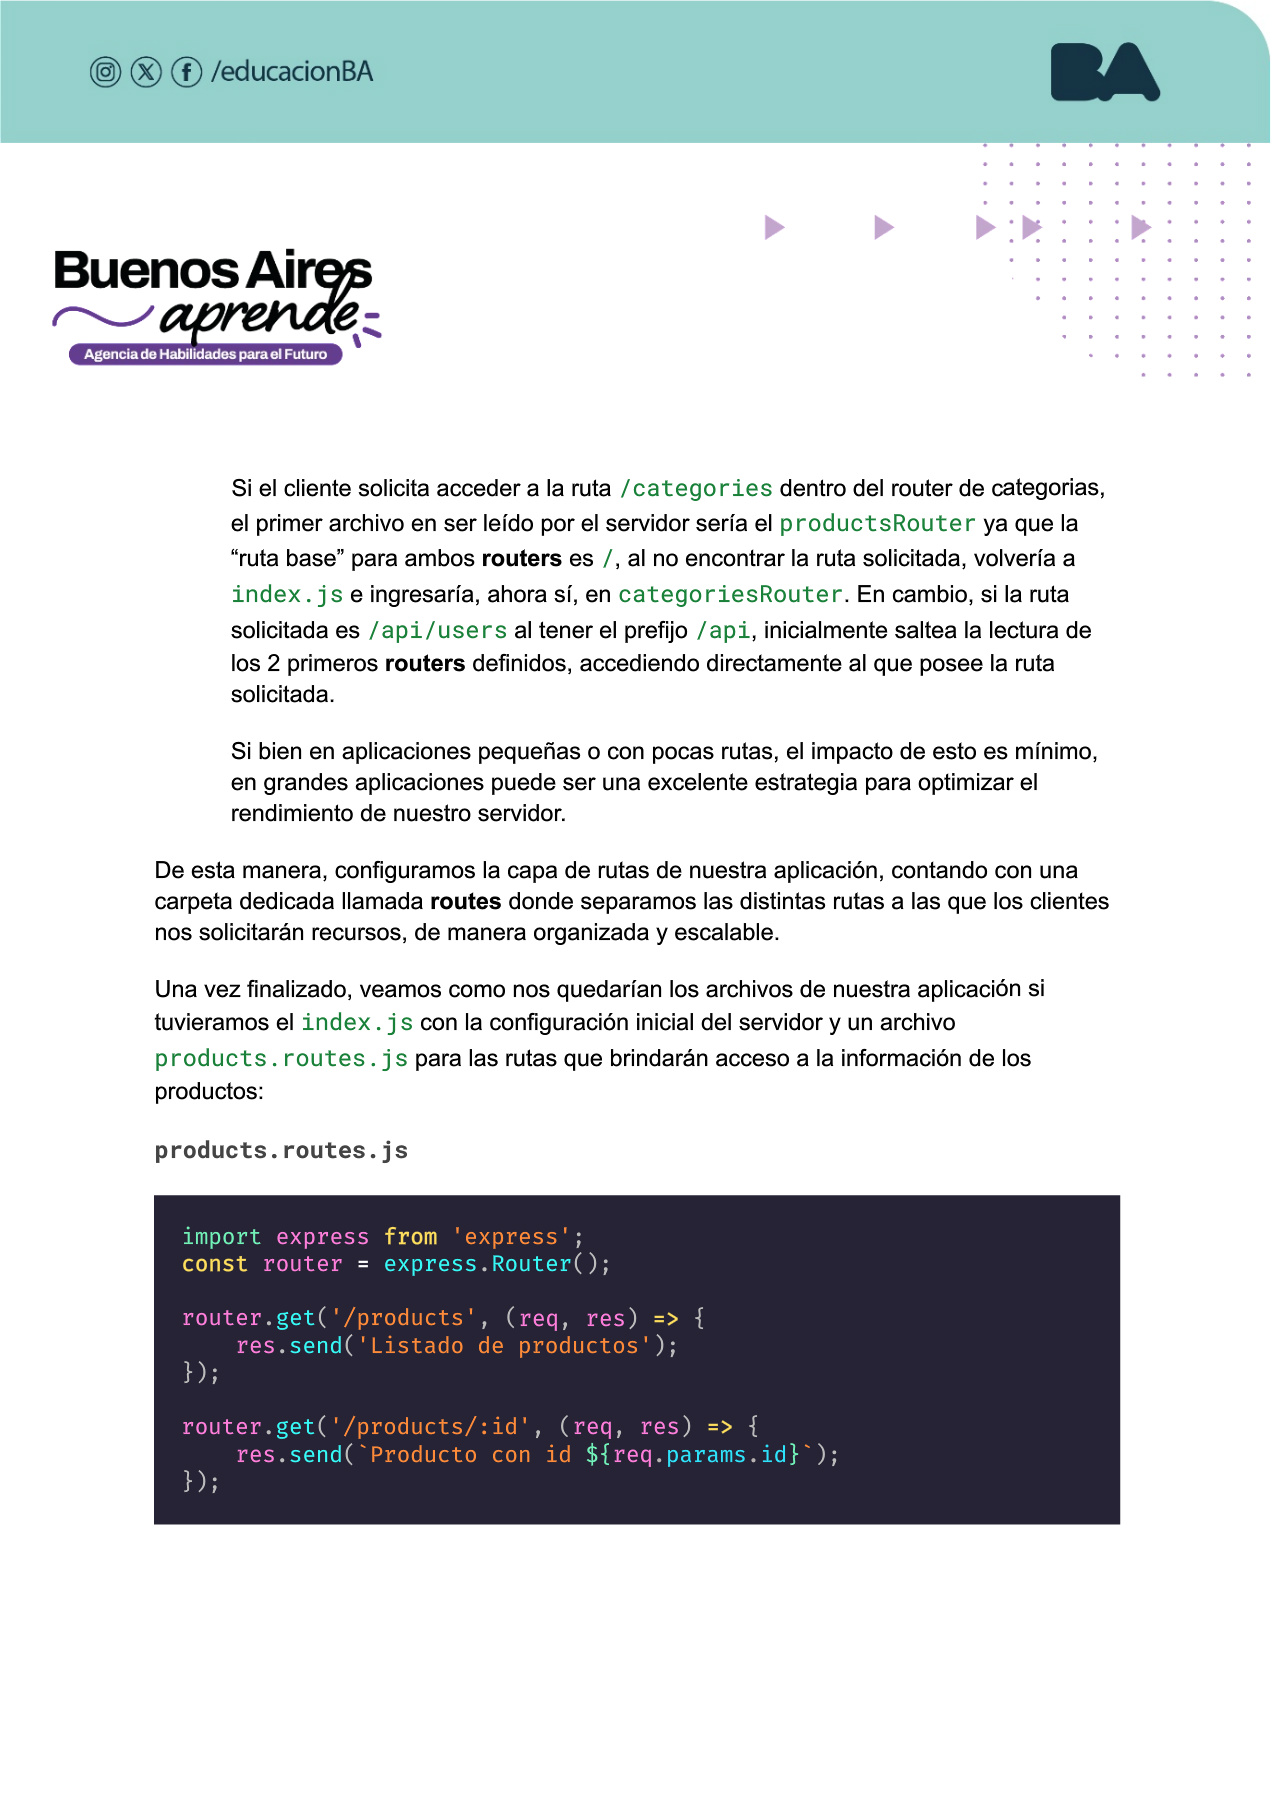 /educacionBA
BA
Buenos Aires
aprende
Agencia de Habilidades para el Futuro
Si el cliente solicita acceder a la ruta /categories dentro del router de categorias,
el primer archivo en ser leído por el servidor sería el productsRouter ya que la
“ruta base” para ambos routers es /, al no encontrar la ruta solicitada, volvería a
index.js e ingresaría, ahora sí, en categoriesRouter. En cambio, si la ruta
solicitada es /api/users al tener el prefijo /api, inicialmente saltea la lectura de
los 2 primeros routers definidos, accediendo directamente al que posee la ruta
solicitada.
Si bien en aplicaciones pequeñas o con pocas rutas, el impacto de esto es mínimo,
en grandes aplicaciones puede ser una excelente estrategia para optimizar el
rendimiento de nuestro servidor.
De esta manera, configuramos la capa de rutas de nuestra aplicación, contando con una
carpeta dedicada llamada routes donde separamos las distintas rutas a las que los clientes
nos solicitarán recursos, de manera organizada y escalable.
Una vez finalizado, veamos como nos quedarían los archivos de nuestra aplicación si
tuvieramos el index.js con la configuración inicial del servidor y un archivo
products.routes.js para las rutas que brindarán acceso a la información de los
productos:
products.routes.js
import express from 'express';
const router = express.Router();
router.get('/products', (req, res) => {
    res.send('Listado de productos');
});
router.get('/products/:id', (req, res) => {
    res.send(`Producto con id ${req.params.id}`);
});